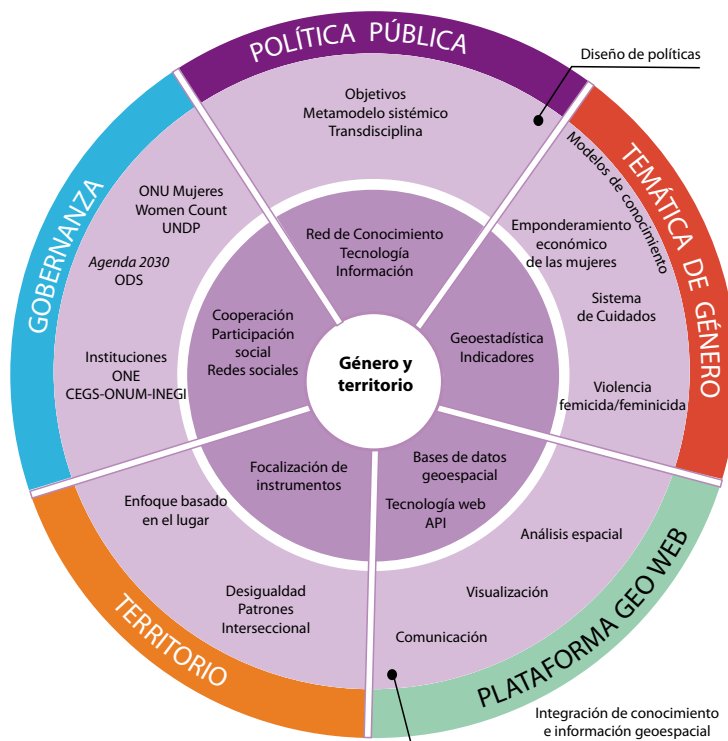 POLÍTICA PÚBLICA
Diseño de políticas
Objetivos
Metamodelo sistémico
Transdisciplina
Red de Conocimiento
Tecnología
Información
TEMÁTICA DE GÉNERO
Modelos de conocimiento
Emponderamiento
económico
de las mujeres
Sistema
de Cuidados
Violencia
femicida/feminicida
Geoestadística
Indicadores
GOBERNANZA
ONU Mujeres
Women Count
UNDP
Agenda 2030
ODS
Instituciones
ONE
CEGS-ONUM-INEGI
Cooperación
Participación
social
Redes sociales
Género y
territorio
TERRITORIO
Focalización de
instrumentos
Enfoque basado
en el lugar
Desigualdad
Patrones
Interseccional
PLATAFORMA GEO WEB
Bases de datos
geoespacial
Tecnología web
API
Análisis espacial
Visualización
Comunicación
Integración de conocimiento
e información geoespacial